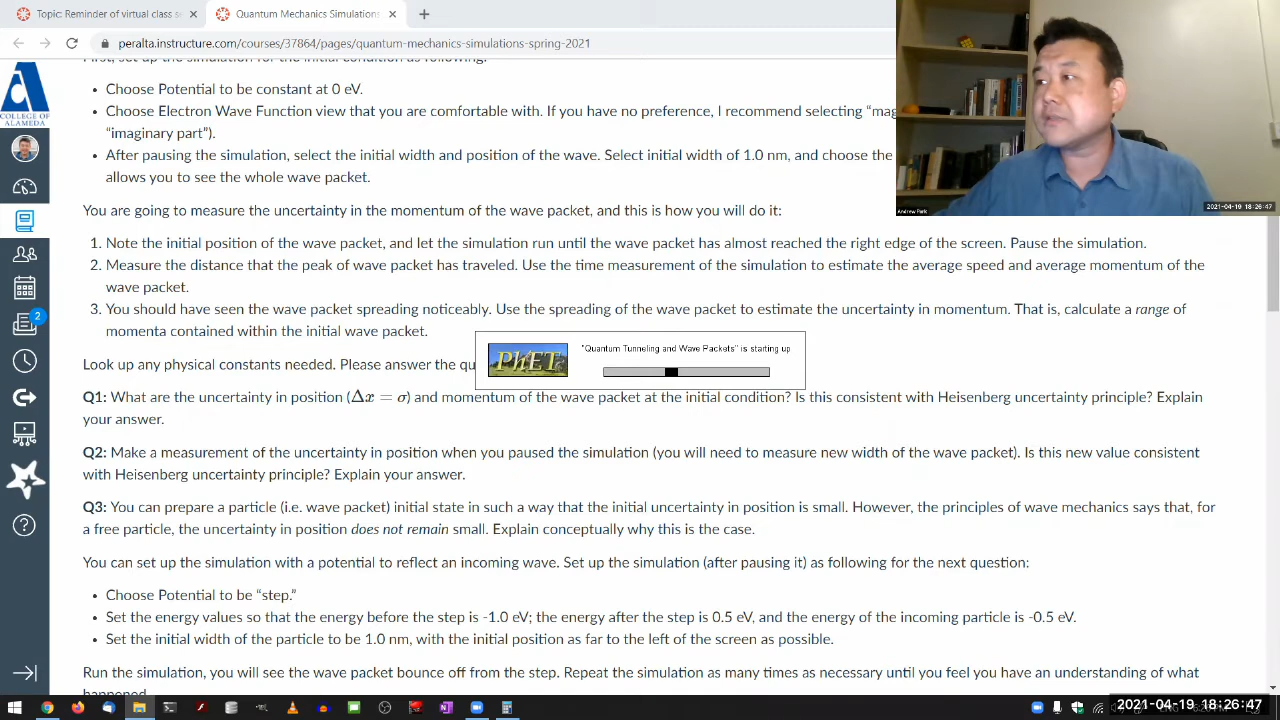 Topic: Reminder of virtual class se
Quantum Mechanics Simulations
peralta.instructure.com/courses/37864/pages/quantum-mechanics-simulations-spring-2021
First, set up the simulation for the initial condition as following:
• Choose Potential to be constant at 0 eV.
• Choose Electron Wave Function view that you are comfortable with. If you have no preference, I recommend selecting "mag
"imaginary part").
• After pausing the simulation, select the initial width and position of the wave. Select initial width of 1.0 nm, and choose the
allows you to see the whole wave packet.
COLLEGE OF
ALAMEDA
Andrew Park
2021-04-19 18:26:47
You are going to measure the uncertainty in the momentum of the wave packet, and this is how you will do it:
1. Note the initial position of the wave packet, and let the simulation run until the wave packet has almost reached the right edge of the screen. Pause the simulation.
2. Measure the distance that the peak of wave packet has traveled. Use the time measurement of the simulation to estimate the average speed and average momentum of the
wave packet.
3. You should have seen the wave packet spreading noticeably. Use the spreading of the wave packet to estimate the uncertainty in momentum. That is, calculate a range of
momenta contained within the initial wave packet.
2
PhET
"Quantum Tunneling and Wave Packets" is starting up
Look up any physical constants needed. Please answer the qu
Q1: What are the uncertainty in position (Δx = σ) and momentum of the wave packet at the initial condition? Is this consistent with Heisenberg uncertainty principle? Explain
your answer.
Q2: Make a measurement of the uncertainty in position when you paused the simulation (you will need to measure new width of the wave packet). Is this new value consistent
with Heisenberg uncertainty principle? Explain your answer.
Q3: You can prepare a particle (i.e. wave packet) initial state in such a way that the initial uncertainty in position is small. However, the principles of wave mechanics says that, for
a free particle, the uncertainty in position does not remain small. Explain conceptually why this is the case.
You can set up the simulation with a potential to reflect an incoming wave. Set up the simulation (after pausing it) as following for the next question:
• Choose Potential to be "step."
• Set the energy values so that the energy before the step is -1.0 eV; the energy after the step is 0.5 eV, and the energy of the incoming particle is -0.5 eV.
• Set the initial width of the particle to be 1.0 nm, with the initial position as far to the left of the screen as possible.
Run the simulation, you will see the wave packet bounce off from the step. Repeat the simulation as many times as necessary until you feel you have an understanding of what
happened.
2021-04-19 18:26:47